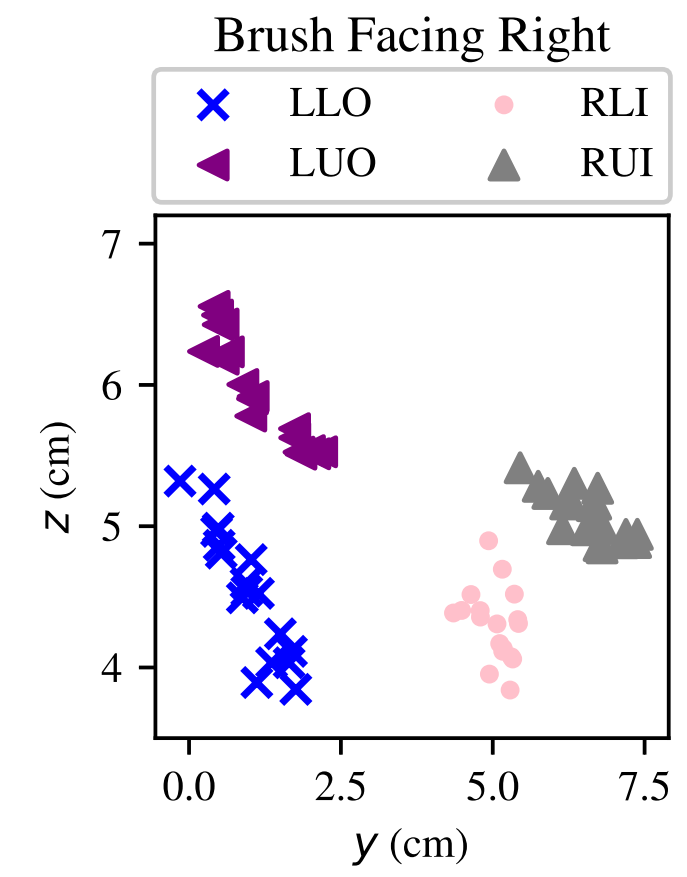 Brush Facing Right
LLO RLI
LUO RUI
7
6
5
4
z (cm)
0.0 2.5 5.0 7.5
y (cm)